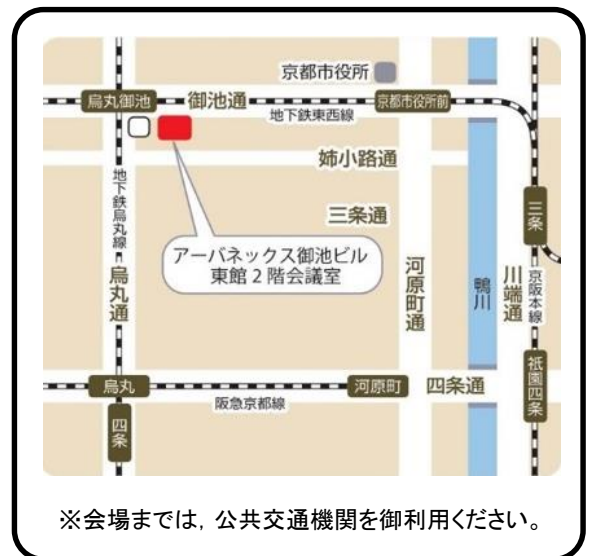 京都市役所
烏丸御池
御池通
京都市役所前
地下鉄東西線
姉小路通
地下鉄烏丸線
三条通
三条
アーバネックス御池ビル
東館2階会議室
烏丸通
河原町通
鴨川
川端通
京阪本線
烏丸
河原町
四条通
祇園四条
阪急京都線
四条
※会場までは，公共交通機関を御利用ください。